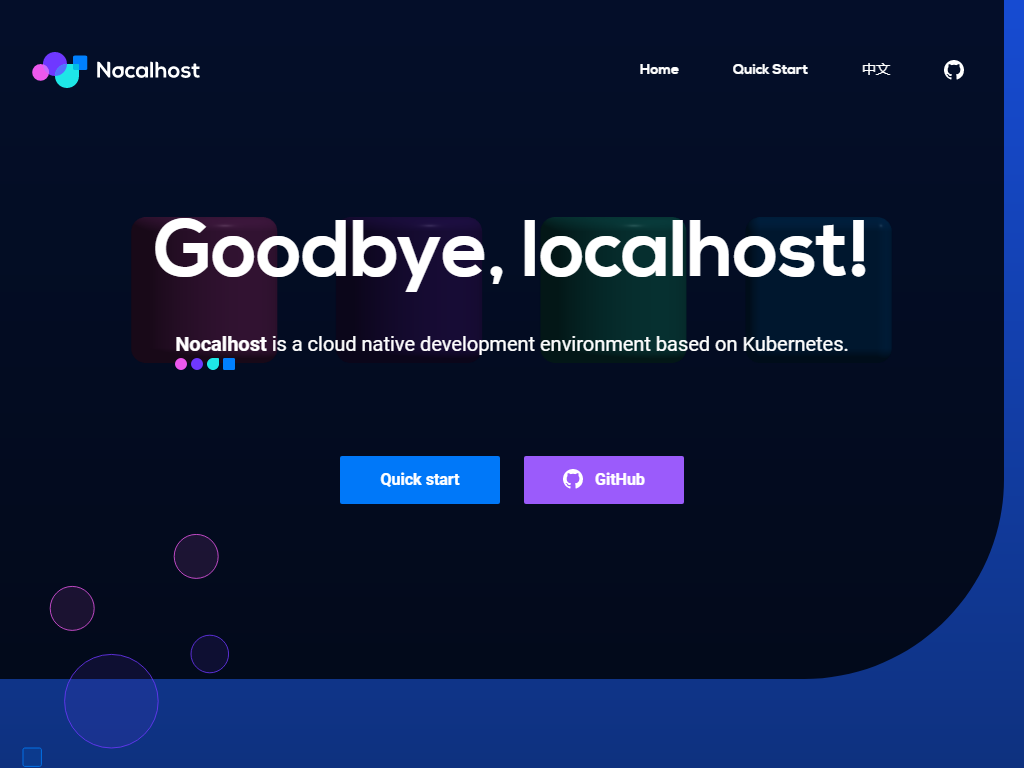 Nocalhost
Home
Quick Start
中文
Goodbye, localhost!
Nocalhost is a cloud native development environment based on Kubernetes.
Quick start
GitHub